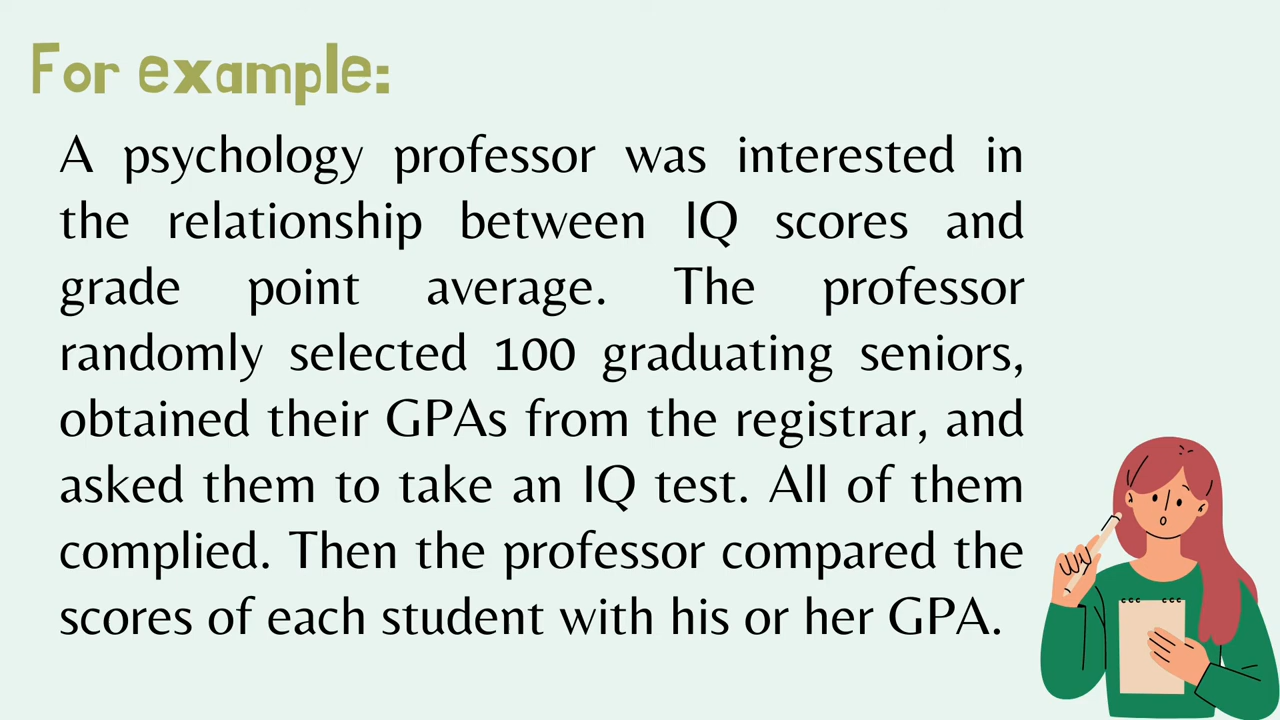 For example:
A psychology professor was interested in
the relationship between IQ scores and
grade point average. The professor
randomly selected 100 graduating seniors,
obtained their GPAs from the registrar, and
asked them to take an IQ test. All of them
complied. Then the professor compared the
scores of each student with his or her GPA.